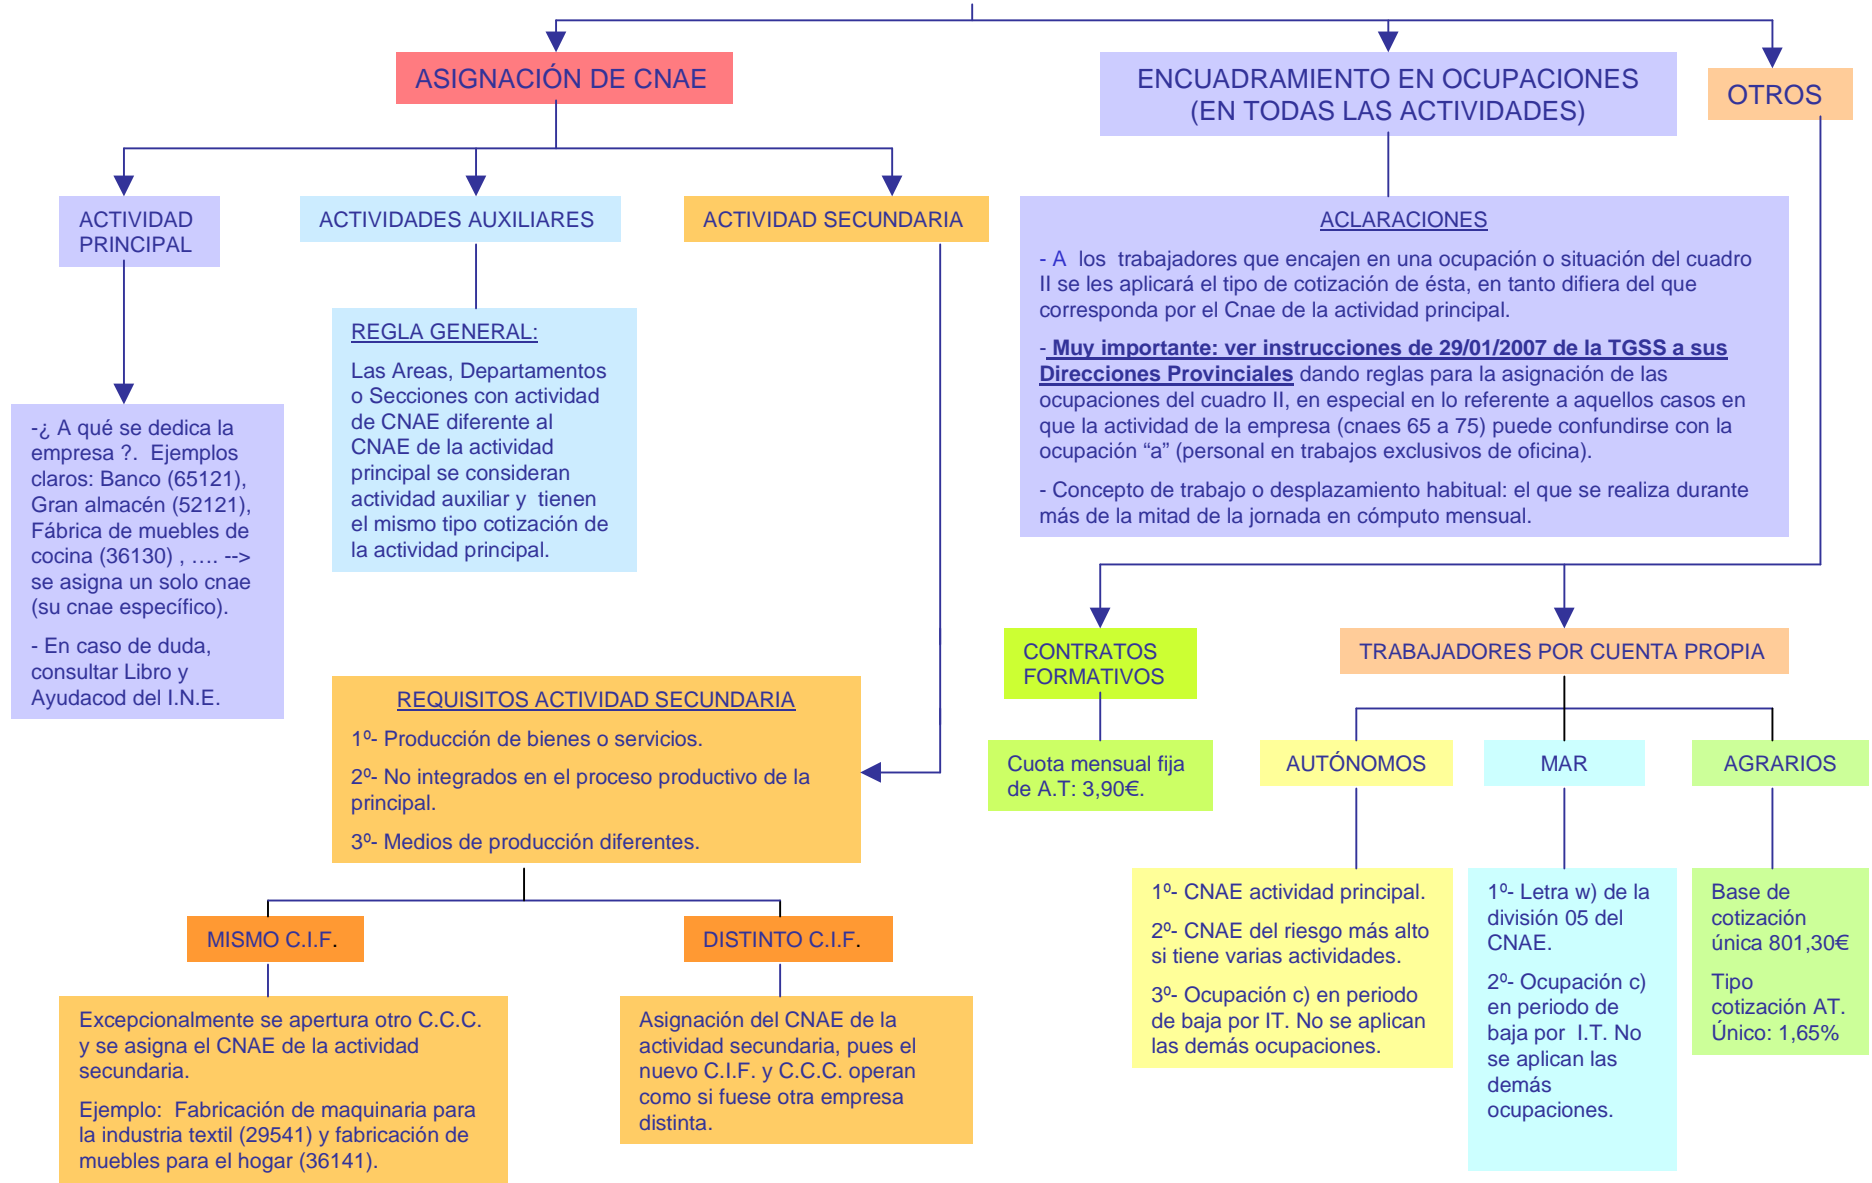 ASIGNACIÓN DE CNAE
ENCUADRAMIENTO EN OCUPACIONES
(EN TODAS LAS ACTIVIDADES)
OTROS
ACTIVIDAD
PRINCIPAL
ACTIVIDADES AUXILIARES
ACTIVIDAD SECUNDARIA
-¿ A qué se dedica la
empresa ?.  Ejemplos
claros: Banco (65121),
Gran almacén (52121),
Fábrica de muebles de
cocina (36130) , …. -->
se asigna un solo cnae
(su cnae específico).
- En caso de duda,
consultar Libro y
Ayudacod del I.N.E.
REGLA GENERAL:
Las Areas, Departamentos
o Secciones con actividad
de CNAE diferente al
CNAE de la actividad
principal se consideran
actividad auxiliar y  tienen
el mismo tipo cotización de
la actividad principal.
REQUISITOS ACTIVIDAD SECUNDARIA
1º- Producción de bienes o servicios.
2º- No integrados en el proceso productivo de la
principal.
3º- Medios de producción diferentes.
MISMO C.I.F.
DISTINTO C.I.F.
Excepcionalmente se apertura otro C.C.C.
y se asigna el CNAE de la actividad
secundaria.
Ejemplo:  Fabricación de maquinaria para
la industria textil (29541) y fabricación de
muebles para el hogar (36141).
Asignación del CNAE de la
actividad secundaria, pues el
nuevo C.I.F. y C.C.C. operan
como si fuese otra empresa
distinta.
ACLARACIONES
- A  los  trabajadores que encajen en una ocupación o situación del cuadro
II se les aplicará el tipo de cotización de ésta, en tanto difiera del que
corresponda por el Cnae de la actividad principal.
- Muy importante: ver instrucciones de 29/01/2007 de la TGSS a sus
Direcciones Provinciales dando reglas para la asignación de las
ocupaciones del cuadro II, en especial en lo referente a aquellos casos en
que la actividad de la empresa (cnaes 65 a 75) puede confundirse con la
ocupación “a” (personal en trabajos exclusivos de oficina).
- Concepto de trabajo o desplazamiento habitual: el que se realiza durante
más de la mitad de la jornada en cómputo mensual.
CONTRATOS
FORMATIVOS
TRABAJADORES POR CUENTA PROPIA
Cuota mensual fija
de A.T: 3,90€.
AUTÓNOMOS
MAR
AGRARIOS
1º- CNAE actividad principal.
2º- CNAE del riesgo más alto
si tiene varias actividades.
3º- Ocupación c) en periodo
de baja por IT. No se aplican
las demás ocupaciones.
1º- Letra w) de la
división 05 del
CNAE.
2º- Ocupación c)
en periodo de
baja por  I.T. No
se aplican las
demás
ocupaciones.
Base de
cotización
única 801,30€
Tipo
cotización AT.
Único: 1,65%